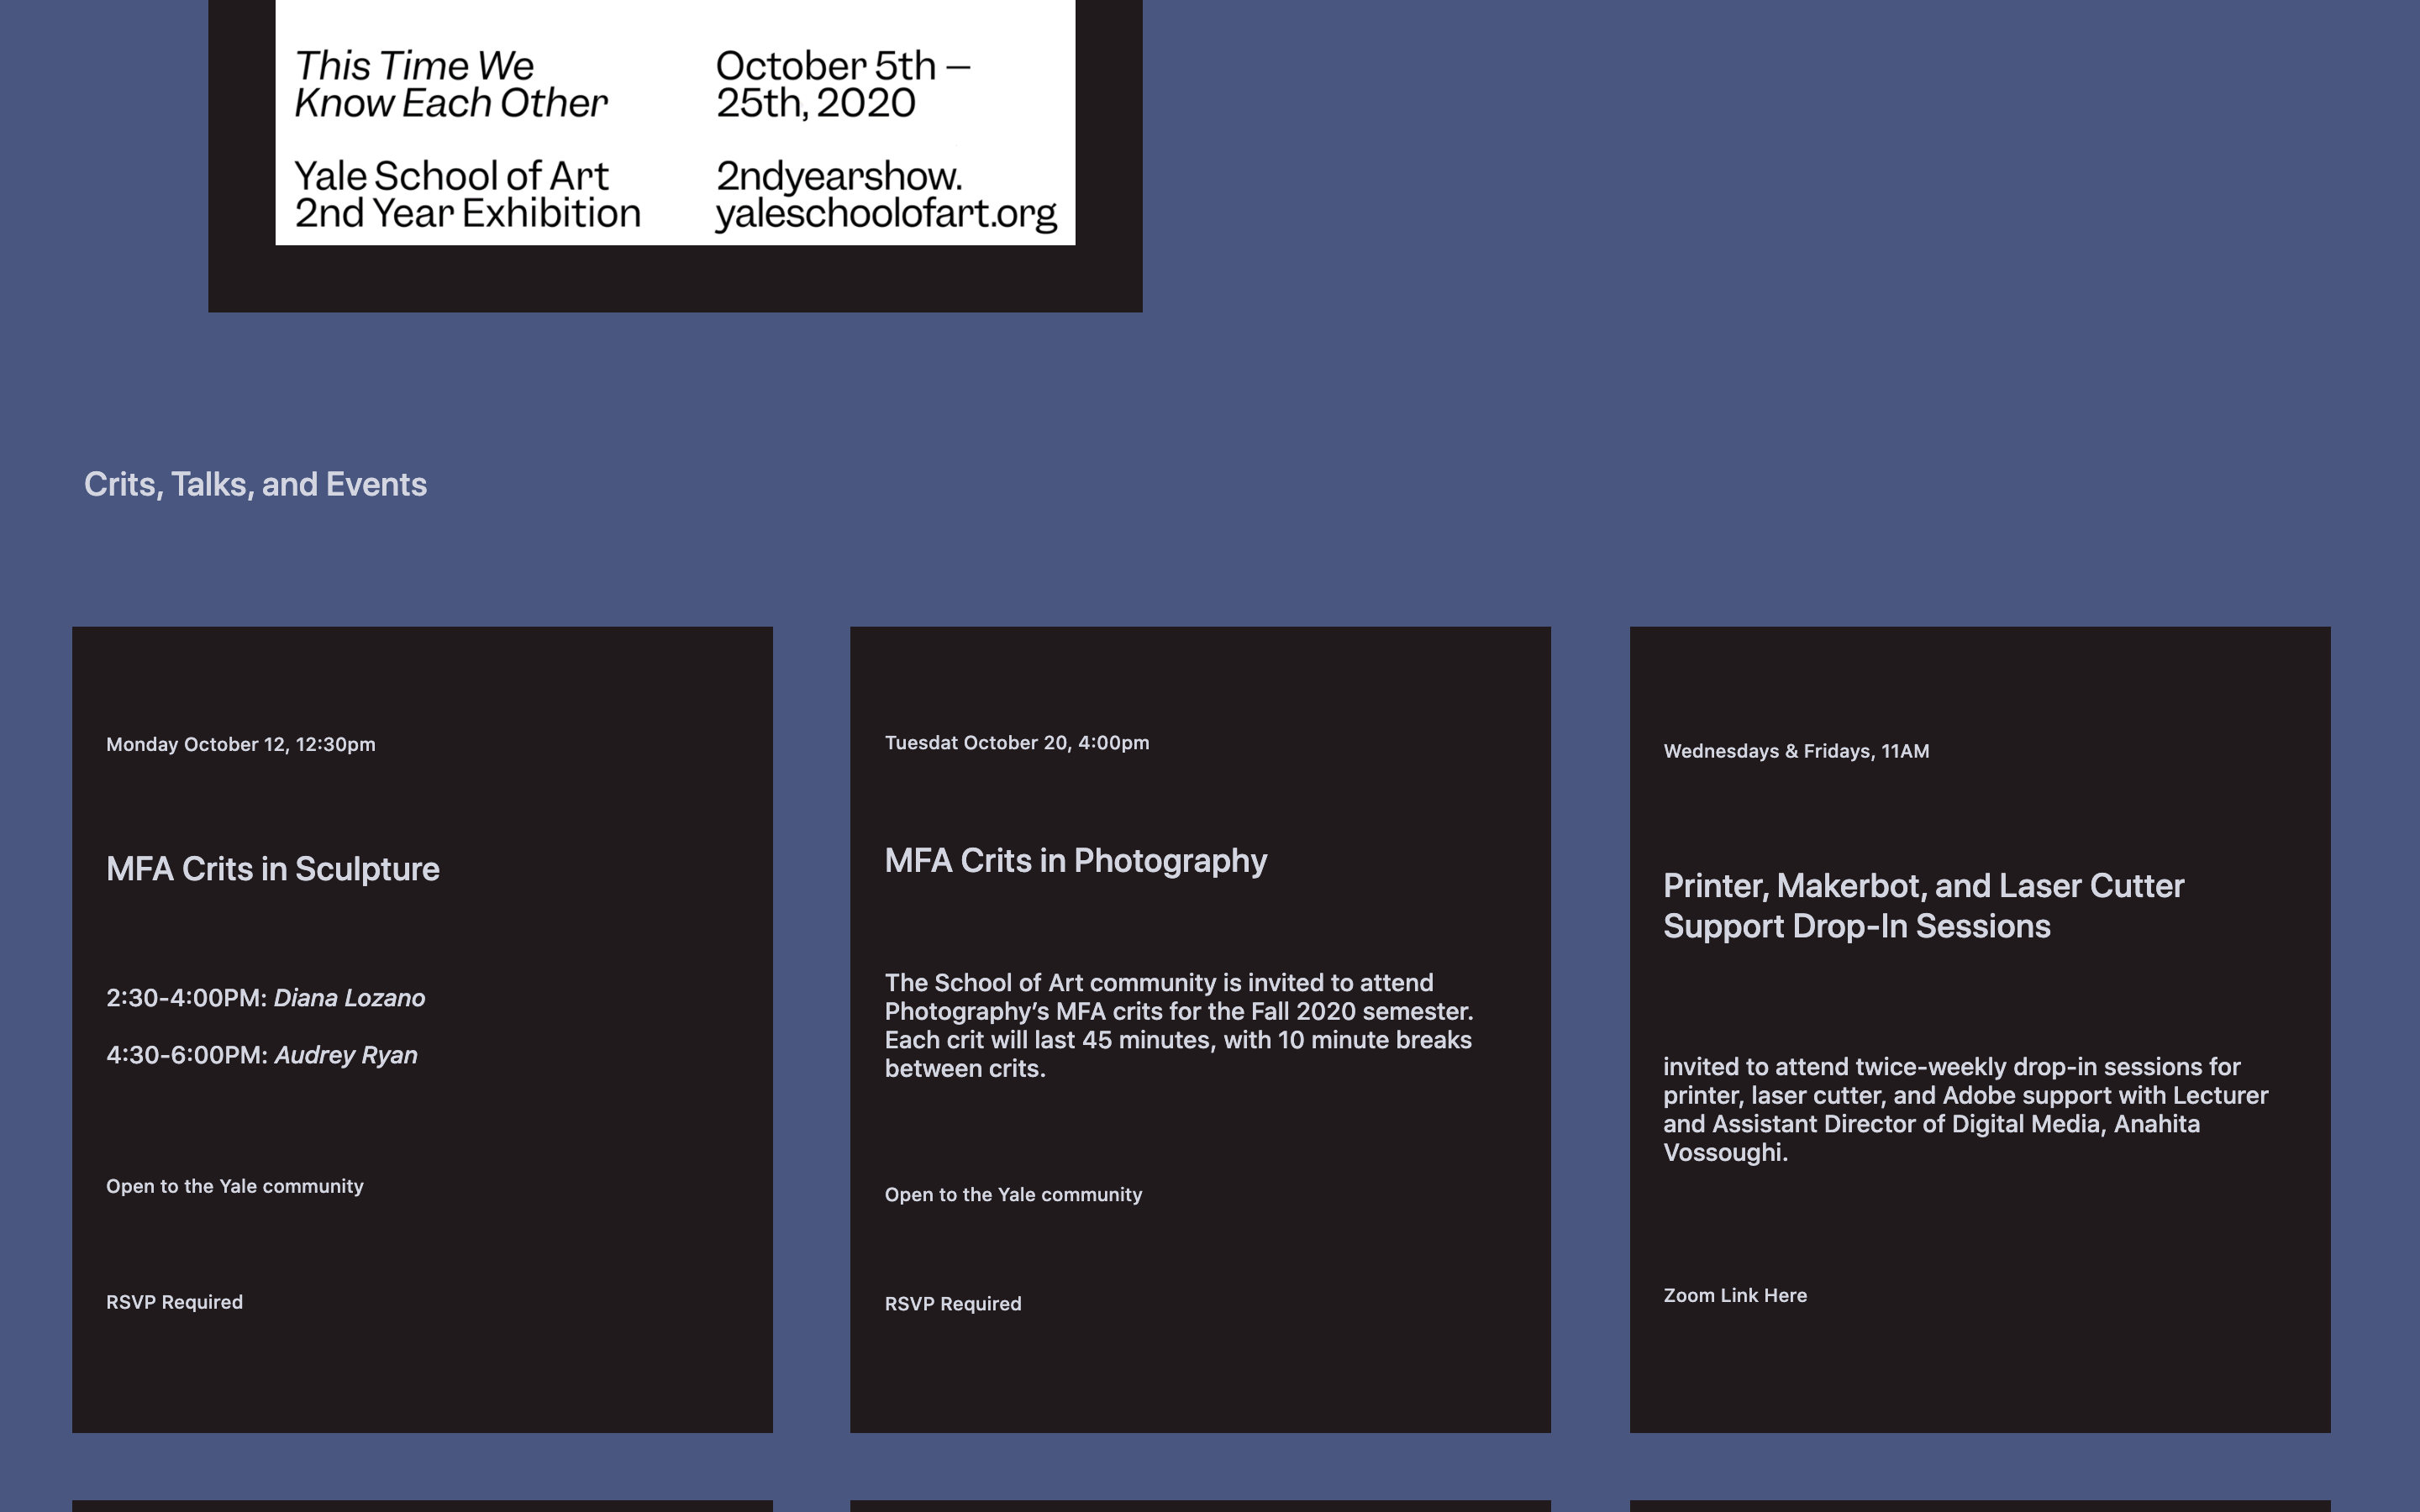 This Time We
Know Each Other
October 5th –
25th, 2020
Yale School of Art
2nd Year Exhibition
2ndyearshow.
yaleschoolofart.org
Crits, Talks, and Events
Monday October 12, 12:30pm
MFA Crits in Sculpture
2:30-4:00PM: Diana Lozano
4:30-6:00PM: Audrey Ryan
Open to the Yale community
RSVP Required
Tuesdat October 20, 4:00pm
MFA Crits in Photography
The School of Art community is invited to attend
Photography’s MFA crits for the Fall 2020 semester.
Each crit will last 45 minutes, with 10 minute breaks
between crits.
Open to the Yale community
RSVP Required
Wednesdays & Fridays, 11AM
Printer, Makerbot, and Laser Cutter
Support Drop-In Sessions
invited to attend twice-weekly drop-in sessions for
printer, laser cutter, and Adobe support with Lecturer
and Assistant Director of Digital Media, Anahita
Vossoughi.
Zoom Link Here